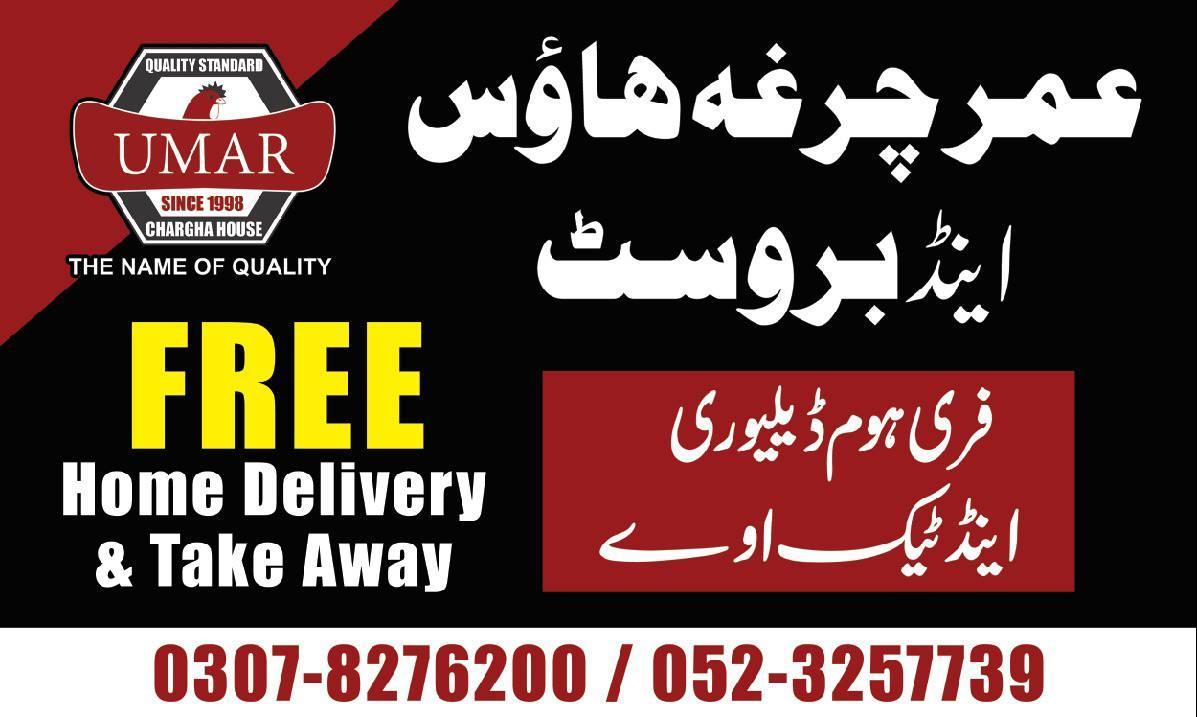 QUALITY STANDARD
UMAR
SINCE 1998
CHARGHA HOUSE
THE NAME OF QUALITY
عمر چرغہ ھاؤس
اینڈ بروسٹ
FREE
Home Delivery
& Take Away
فری ہوم ڈیلیوری
اینڈ ٹیک اوے
0307-8276200 / 052-3257739